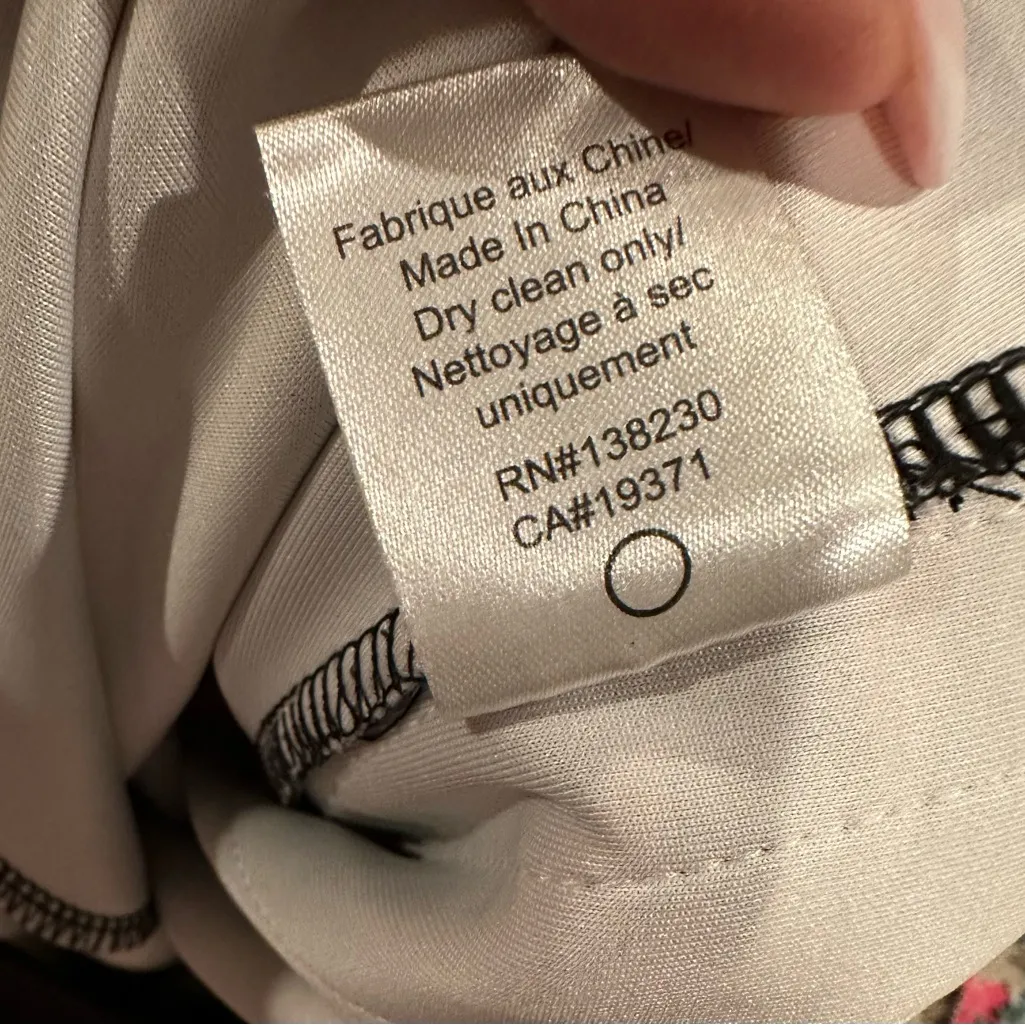 Fabrique aux Chine/
Made In China
Dry clean only/
Nettoyage à sec
uniquement
RN#138230
CA#19371